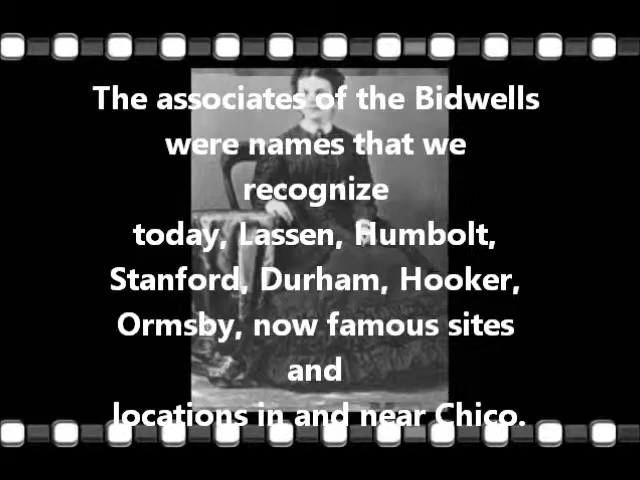 The associates of the Bidwells
were names that we
recognize
today, Lassen, Humbolt,
Stanford, Durham, Hooker,
Ormsby, now famous sites
and
locations in and near Chico.